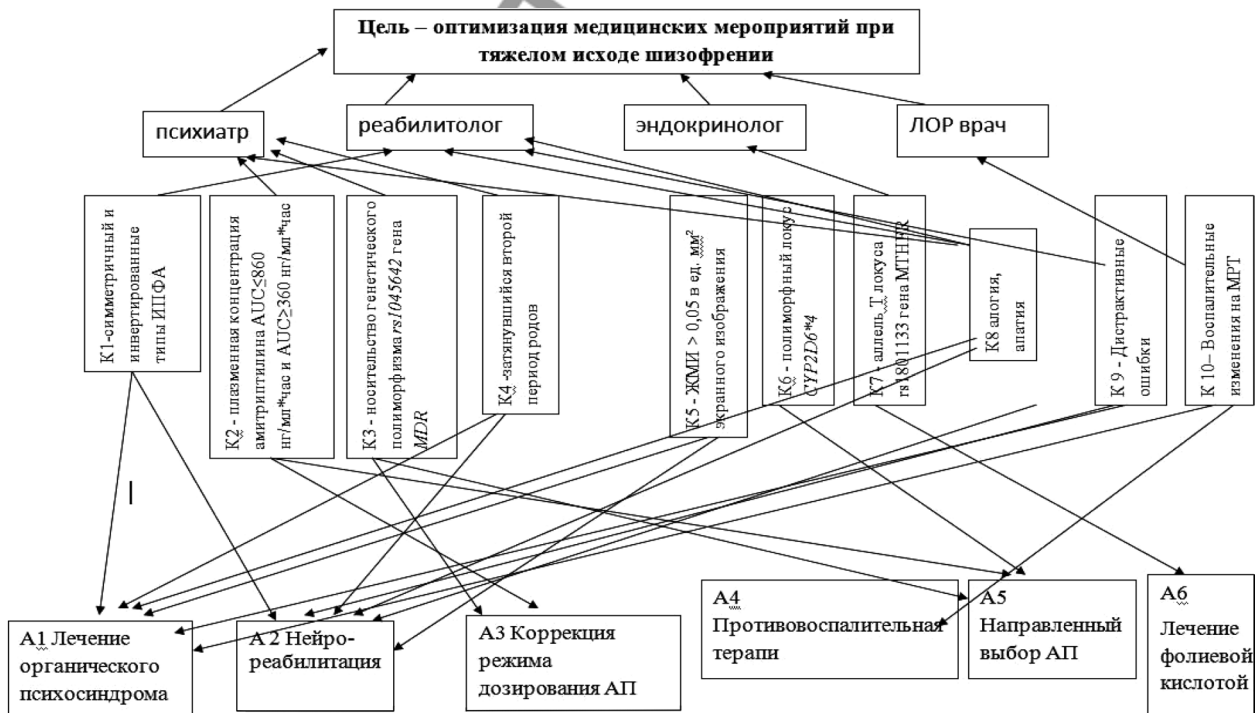 Цель – оптимизация медицинских мероприятий при
тяжелом исходе шизофрении
психиатр
реабилитолог
эндокринолог
ЛОР врач
К1-симметричный и
инвертированные
типы ИПФА
К2 - плазменная концентрация
амитриптилина AUC≤860
нг/мл*час и AUC≥360 нг/мл*час
К3 - носительство генетического
полиморфизма rs1045642 гена
MDR
К4 -затянувшийся второй
период родов
К5 - ЖМИ > 0,05 в ед. мм²
экранного изображения
К6 - полиморфный локус
CYP2D6*4
К7 - аллель Т локуса
rs1801133 гена MTHFR
К8 алогия,
апатия
К 9 - Дистрактивные
ошибки
К 10– Воспалительные
изменения на МРТ
А1 Лечение
органического
психосиндрома
А 2 Нейро-
реабилитация
А3 Коррекция
режима
дозирования АП
А4
Противовоспалительная
терапи
А5
Направленный
выбор АП
А6
Лечение
фолиевой
кислотой